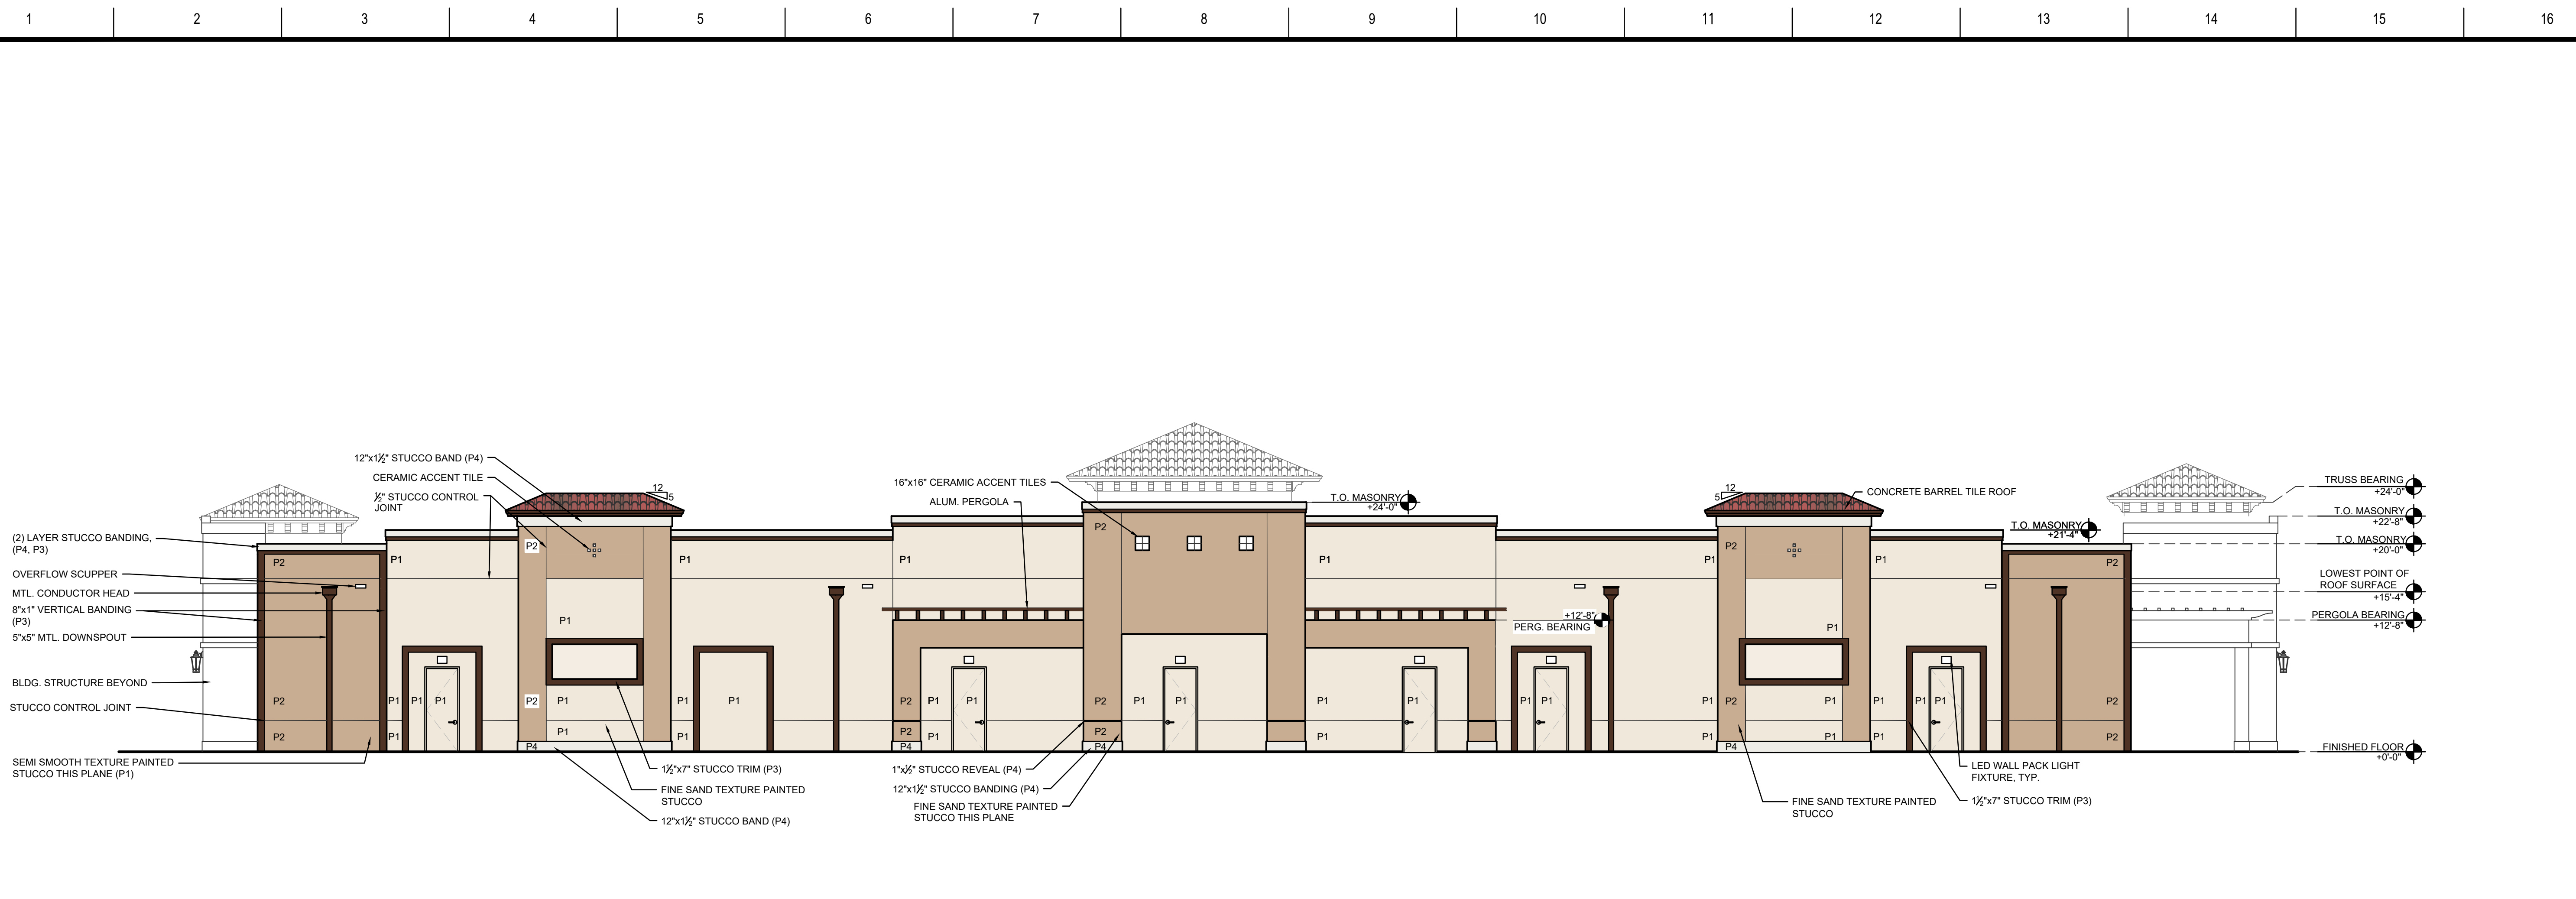 1 2 3 4 5 6 7 8 9 10 11 12 13 14 15 16
12"x1½" STUCCO BAND (P4)
CERAMIC ACCENT TILE
½" STUCCO CONTROL
JOINT
(2) LAYER STUCCO BANDING,
(P4, P3)
OVERFLOW SCUPPER
MTL. CONDUCTOR HEAD
8"x1" VERTICAL BANDING
(P3)
5"x5" MTL. DOWNSPOUT
BLDG. STRUCTURE BEYOND
STUCCO CONTROL JOINT
SEMI SMOOTH TEXTURE PAINTED
STUCCO THIS PLANE (P1)
12
5
16"x16" CERAMIC ACCENT TILES
ALUM. PERGOLA
T.O. MASONRY
+24'-0"
12
5
CONCRETE BARREL TILE ROOF
T.O. MASONRY
+21'-4"
TRUSS BEARING
+24'-0"
T.O. MASONRY
+22'-8"
T.O. MASONRY
+20'-0"
LOWEST POINT OF
ROOF SURFACE
+15'-4"
PERGOLA BEARING
+12'-8"
FINISHED FLOOR
+0'-0"
+12'-8"
PERG. BEARING
P2
P2 P2 P2
P2 P1 P1 P1 P1 P1 P1 P2
P1 P1
P2 P1 P1 P1 P2 P1 P1 P1 P2 P1 P1 P2 P1 P1 P1 P1 P1 P1 P1 P2 P1 P1 P1 P1 P2
P2 P1 P1 P1 P2 P1 P2 P1 P1 P1 P1 P2
P4 P4 P4 P4
1½"x7" STUCCO TRIM (P3)
FINE SAND TEXTURE PAINTED
STUCCO
12"x1½" STUCCO BAND (P4)
1"x½" STUCCO REVEAL (P4)
12"x1½" STUCCO BANDING (P4)
FINE SAND TEXTURE PAINTED
STUCCO THIS PLANE
FINE SAND TEXTURE PAINTED
STUCCO
LED WALL PACK LIGHT
FIXTURE, TYP.
1½"x7" STUCCO TRIM (P3)